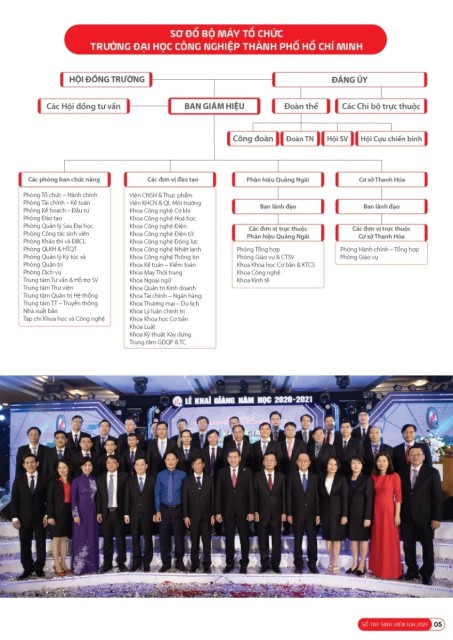 SƠ ĐỒ BỘ MÁY TỔ CHỨC
TRƯỜNG ĐẠI HỌC CÔNG NGHIỆP THÀNH PHỐ HỒ CHÍ MINH
HỘI ĐỒNG TRƯỜNG
ĐẢNG ỦY
Các Hội đồng tư vấn
BAN GIÁM HIỆU
Đoàn thể
Các Chi bộ trực thuộc
Công đoàn
Đoàn TN
Hội SV
Hội Cựu chiến binh
Các phòng ban chức năng
Phòng Tổ chức – Hành chính
Phòng Tài chính – Kế toán
Phòng Kế hoạch – Đầu tư
Phòng Đào tạo
Phòng Quản lý Sau Đại học
Phòng Công tác sinh viên
Phòng Khảo thí và ĐBCL
Phòng QLKH & HTQT
Phòng Quản lý Ký túc xá
Phòng Quản trị
Phòng Dịch vụ
Trung tâm Tư vấn & Hỗ trợ SV
Trung tâm Thư viện
Trung tâm Quản trị Hệ thống
Trung tâm TT – Truyền thông
Nhà xuất bản
Tạp chí Khoa học và Công nghệ
Các đơn vị đào tạo
Viện CNSH & Thực phẩm
Viện KHCN & QL Môi trường
Khoa Công nghệ Cơ khí
Khoa Công nghệ Hoá học
Khoa Công nghệ Điện
Khoa Công nghệ Điện tử
Khoa Công nghệ Động lực
Khoa Công nghệ Nhiệt lạnh
Khoa Công nghệ Thông tin
Khoa Kế toán – Kiểm toán
Khoa May Thời trang
Khoa Ngoại ngữ
Khoa Quản trị Kinh doanh
Khoa Tài chính – Ngân hàng
Khoa Thương mại – Du lịch
Khoa Lý luận chính trị
Khoa Khoa học Cơ bản
Khoa Luật
Khoa Kỹ thuật Xây dựng
Trung tâm GDQP & TC
Phân hiệu Quảng Ngãi
Ban lãnh đạo
Các đơn vị trực thuộc
Phân hiệu Quảng Ngãi
Phòng Tổng hợp
Phòng Giáo vụ & CTSV
Khoa Khoa học Cơ bản & KTCS
Khoa Công nghệ
Khoa Kinh tế
Cơ sở Thanh Hóa
Ban lãnh đạo
Các đơn vị trực thuộc
Cơ sở Thanh Hóa
Phòng Hành chính – Tổng hợp
Phòng Giáo vụ
LỄ KHAI GIẢNG NĂM HỌC 2020-2021
SỔ TAY SINH VIÊN IUH 2021
05